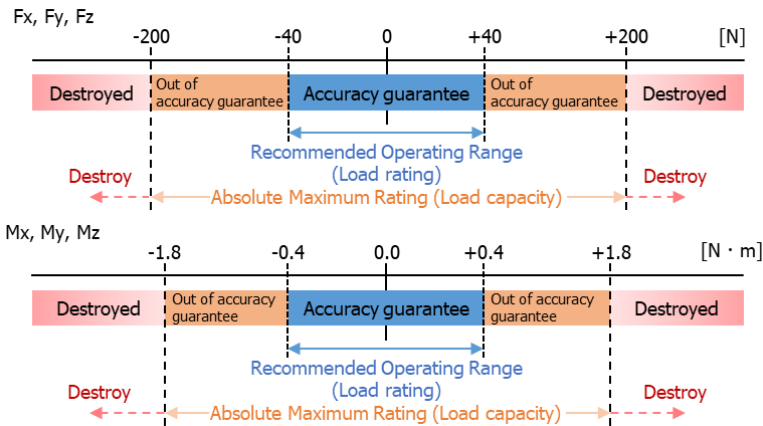 Fx, Fy, Fz
-200 -40 0 +40 +200 [N]
Destroyed
Out of
accuracy guarantee
Accuracy guarantee
Out of
accuracy guarantee
Destroyed
Recommended Operating Range
(Load rating)
Destroy
Destroy
Absolute Maximum Rating (Load capacity)
Mx, My, Mz
-1.8 -0.4 0.0 +0.4 +1.8 [N・m]
Destroyed
Out of accuracy
guarantee
Accuracy guarantee
Out of accuracy
guarantee
Destroyed
Recommended Operating Range
(Load rating)
Destroy
Destroy
Absolute Maximum Rating (Load capacity)